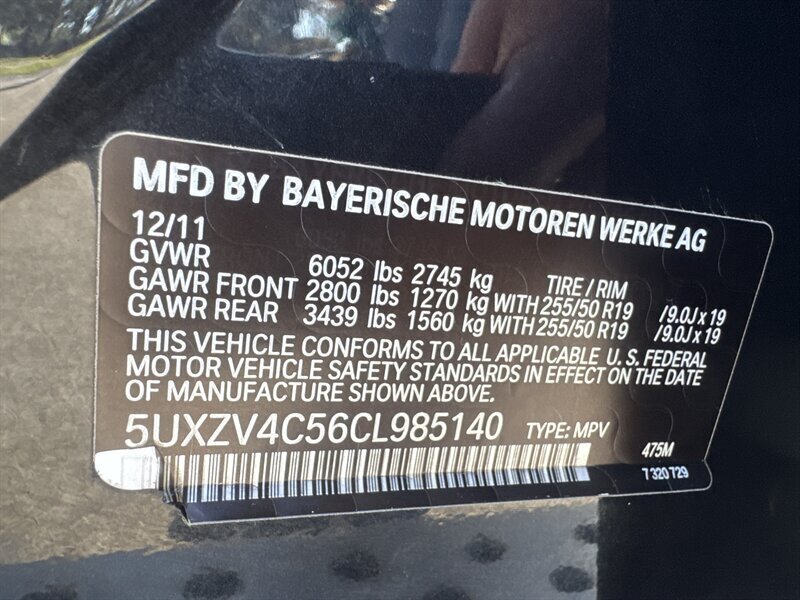 MFD BY BAYERISCHE MOTOREN WERKE AG
12/11
GVWR 6052 lbs 2745 kg TIRE / RIM
GAWR FRONT 2800 lbs 1270 kg WITH 255/50 R19 /9.0J x 19
GAWR REAR 3439 lbs 1560 kg WITH 255/50 R19 /9.0J x 19
THIS VEHICLE CONFORMS TO ALL APPLICABLE U. S. FEDERAL
MOTOR VEHICLE SAFETY STANDARDS IN EFFECT ON THE DATE
OF MANUFACTURE SHOWN ABOVE.
5UXZV4C56CL985140 TYPE: MPV 475M
7 320 729